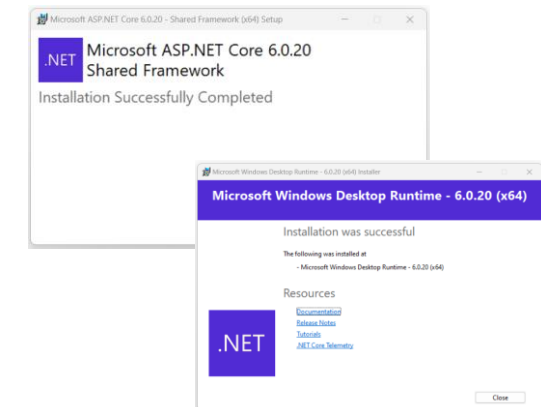 Microsoft ASP.NET Core 6.0.20 - Shared Framework (x64) Setup
.NET
Microsoft ASP.NET Core 6.0.20
Shared Framework
Installation Successfully Completed
Microsoft Windows Desktop Runtime - 6.0.20 (x64) Installer
Microsoft Windows Desktop Runtime - 6.0.20 (x64)
Installation was successful
The following was installed at
- Microsoft Windows Desktop Runtime - 6.0.20 (x64)
Resources
Documentation
Release Notes
Tutorials
.NET Core Telemetry
.NET
Close